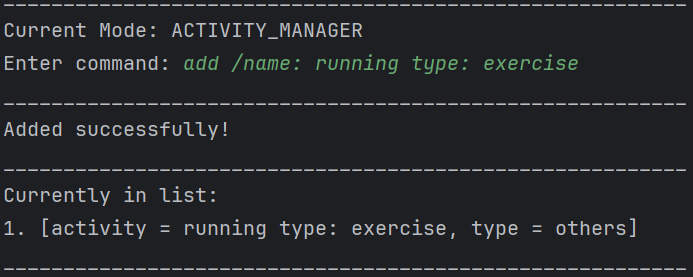 Current Mode: ACTIVITY_MANAGER
Enter command: add /name: running type: exercise
Added successfully!
Currently in list:
1. [activity = running type: exercise, type = others]